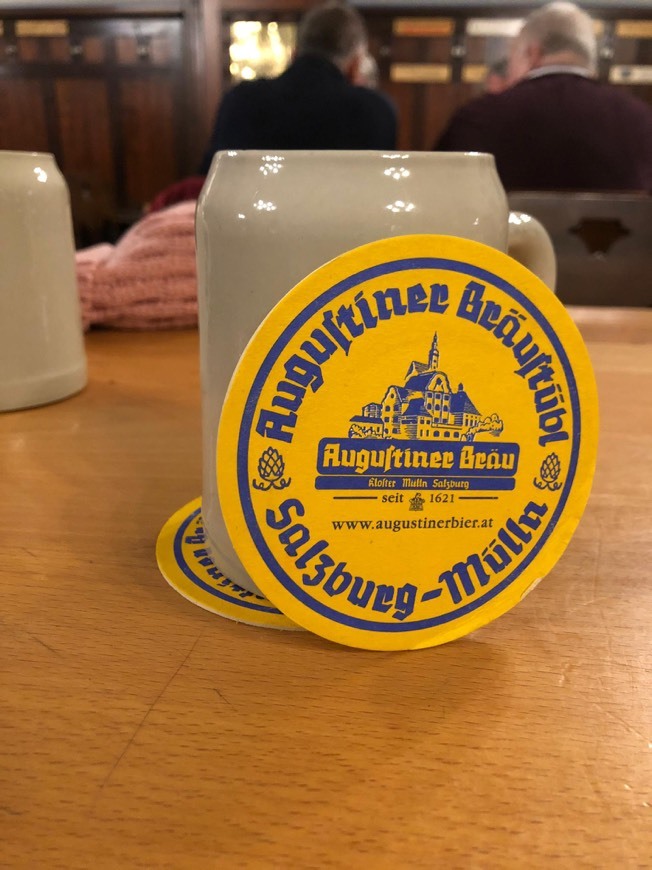 Augustiner Bräustübl
Augustiner Bräu
Kloster Mülln Salzburg
seit 1621
www.augustinerbier.at
Salzburg-Mülln